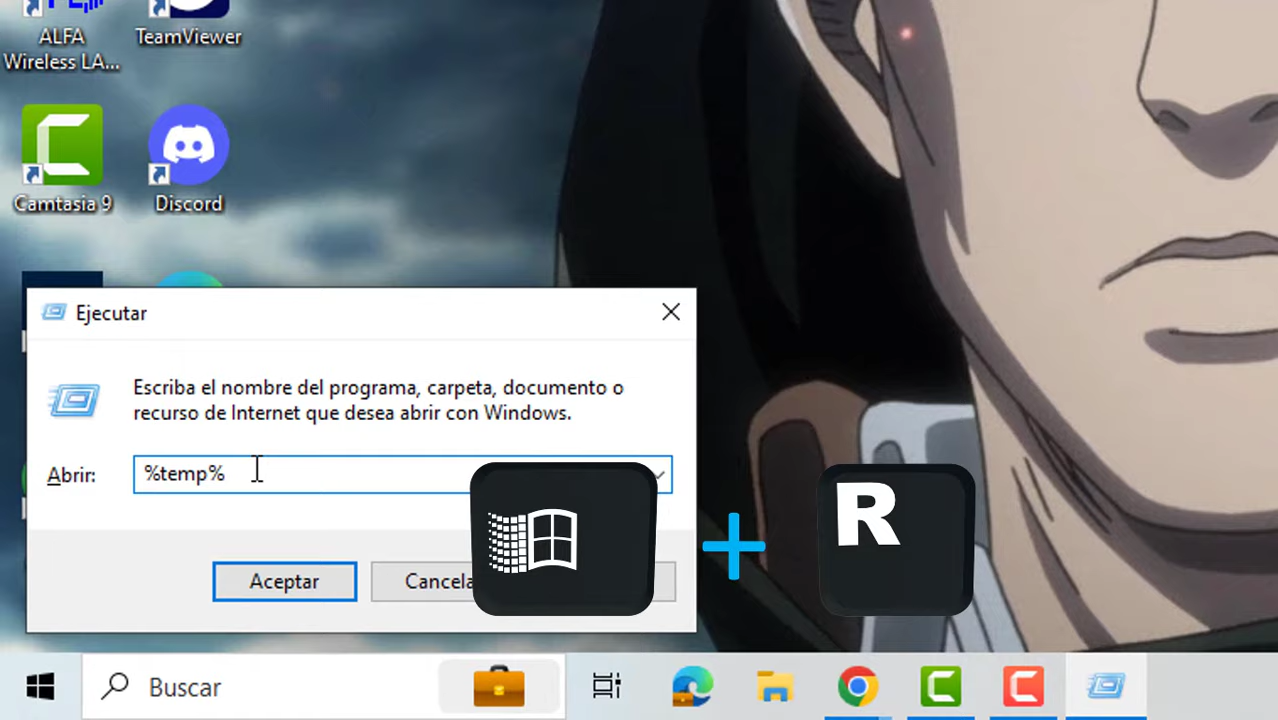 ALFA
Wireless LA...
TeamViewer
Camtasia 9
Discord
Ejecutar
Escriba el nombre del programa, carpeta, documento o
recurso de Internet que desea abrir con Windows.
Abrir:
%temp%
Aceptar
Cancela
R
Buscar